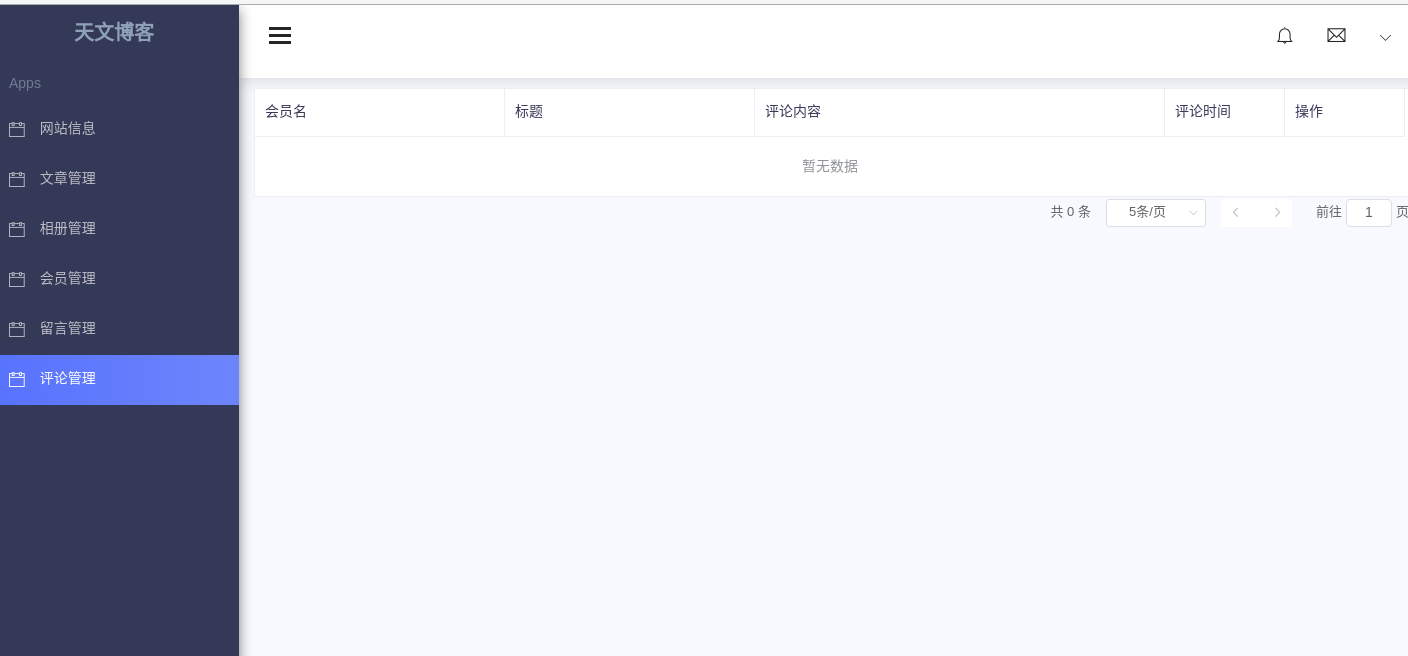 天文博客
Apps
网站信息
文章管理
相册管理
会员管理
留言管理
评论管理
会员名 标题 评论内容 评论时间 操作
暂无数据
共 0 条 5条/页 前往 1 页